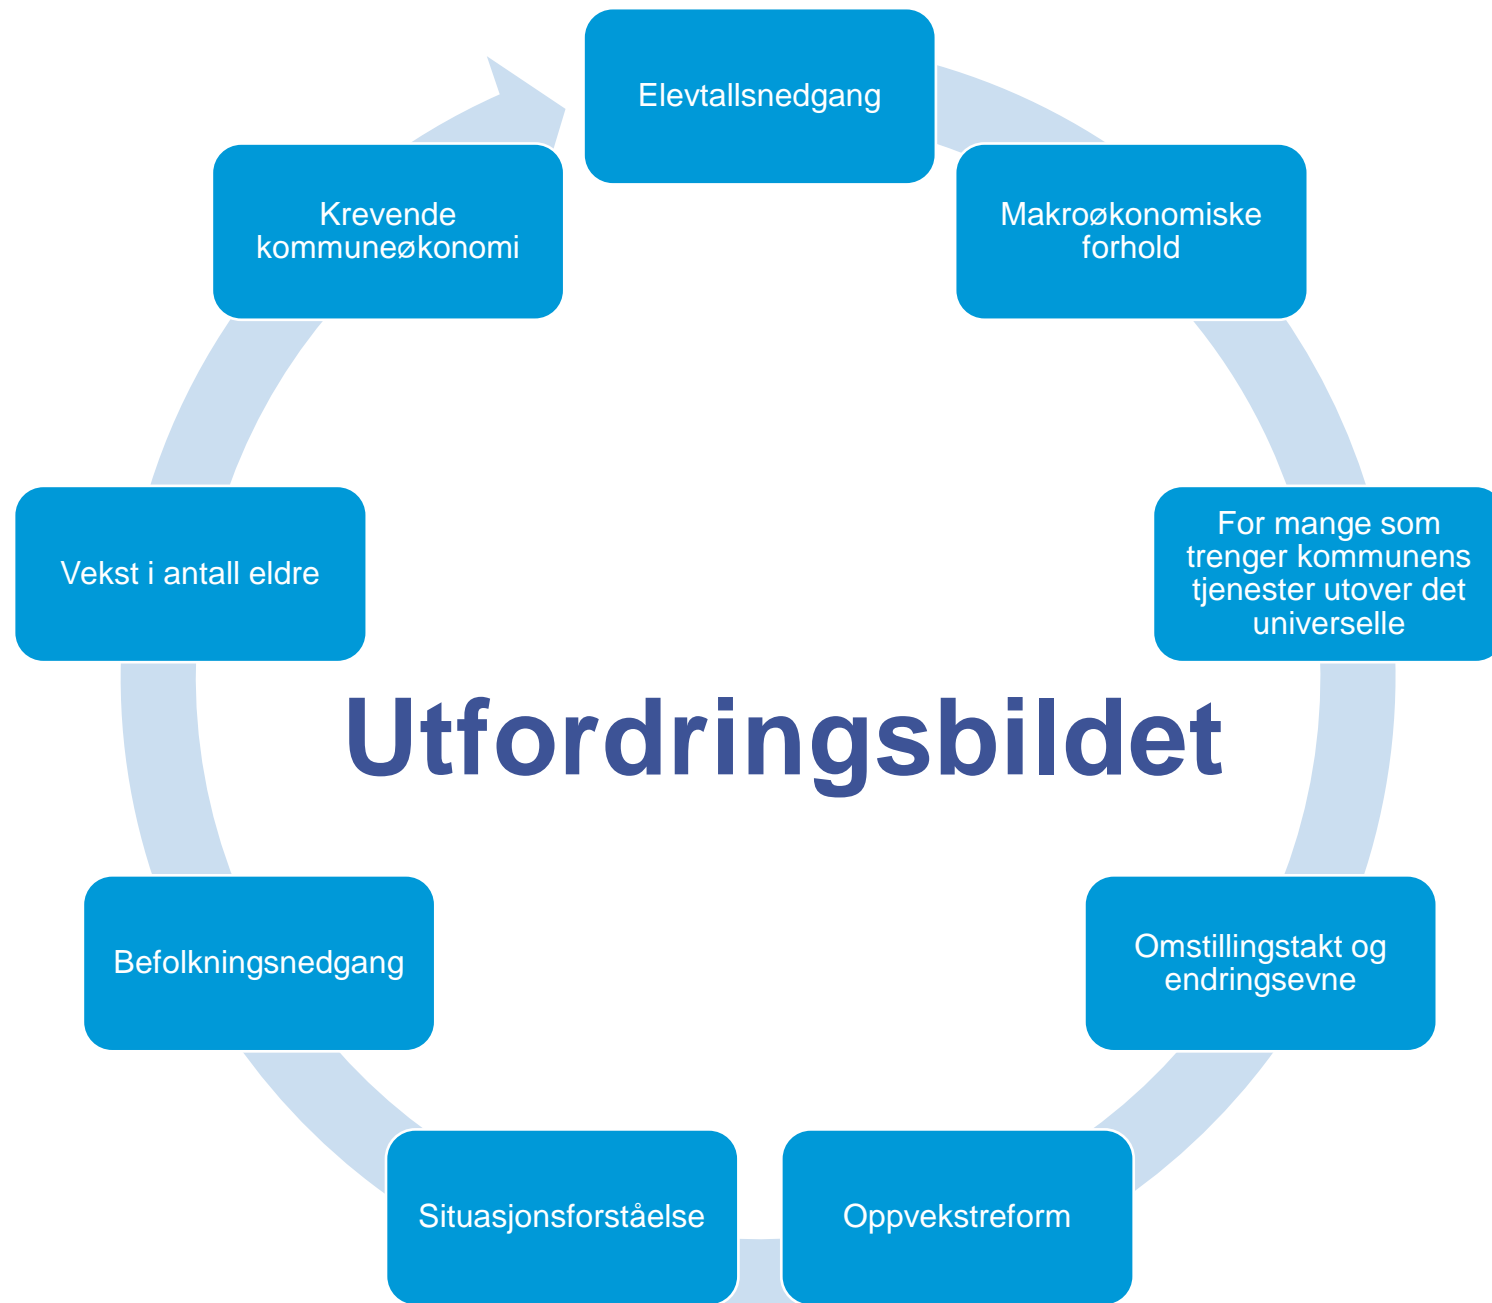 Elevtallsnedgang
Makroøkonomiske
forhold
For mange som
trenger kommunens
tjenester utover det
universelle
Omstillingstakt og
endringsevne
Oppvekstreform
Situasjonsforståelse
Befolkningsnedgang
Vekst i antall eldre
Krevende
kommuneøkonomi
Utfordringsbildet